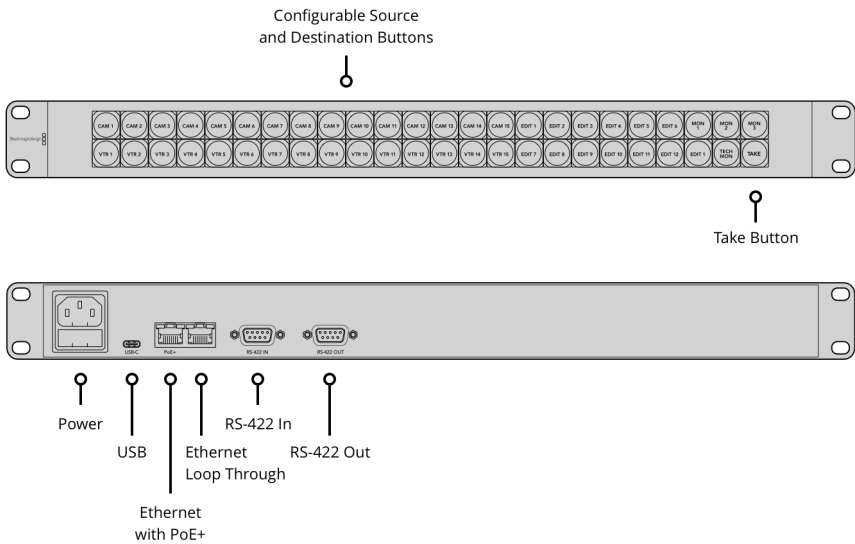 Configurable Source
and Destination Buttons
Blackmagicdesign
CAM 1 CAM 2 CAM 3 CAM 4 CAM 5 CAM 6 CAM 7 CAM 8 CAM 9 CAM 10 CAM 11 CAM 12 CAM 13 CAM 14 CAM 15 EDIT 1 EDIT 2 EDIT 3 EDIT 4 EDIT 5 EDIT 6 MON 1 MON 2 MON 3
VTR 1 VTR 2 VTR 3 VTR 4 VTR 5 VTR 6 VTR 7 VTR 8 VTR 9 VTR 10 VTR 11 VTR 12 VTR 13 VTR 14 VTR 15 EDIT 7 EDIT 8 EDIT 9 EDIT 10 EDIT 11 EDIT 12 EDIT 1 TECH MON TAKE
Take Button
USB-C PoE+ RS-422 IN RS-422 OUT
Power
RS-422 In
USB
Ethernet
Loop Through
RS-422 Out
Ethernet
with PoE+